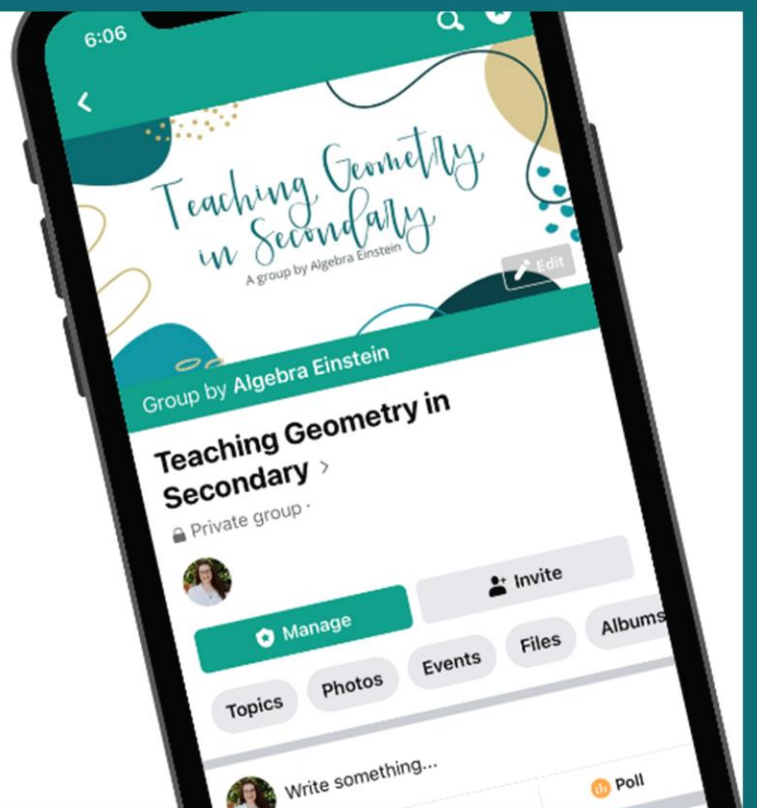 6:06
Teaching Geometry
in Secondary
A group by Algebra Einstein
Edit
Group by Algebra Einstein
Teaching Geometry in
Secondary
Private group ·
Manage
Invite
Topics
Photos
Events
Files
Albums
Write something...
Poll